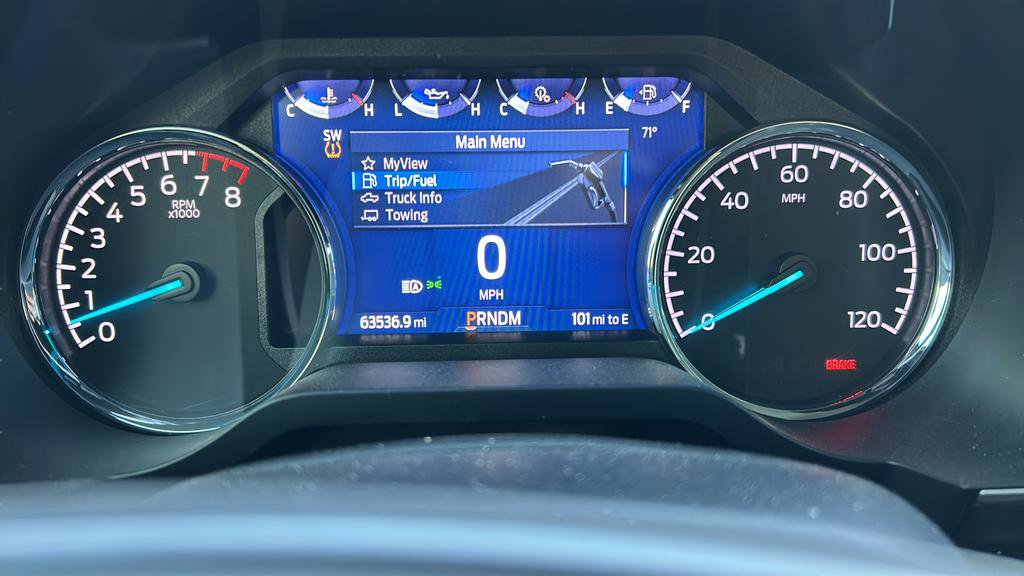 C H
L H
C H
E F
SW
71°
Main Menu
MyView
Trip/Fuel
Truck Info
Towing
0
MPH
A
63536.9 mi
PRNDM
101 mi to E
0
1
2
3
4
5
6
7
8
RPM
x1000
0
20
40
60
80
100
120
MPH
BRAKE